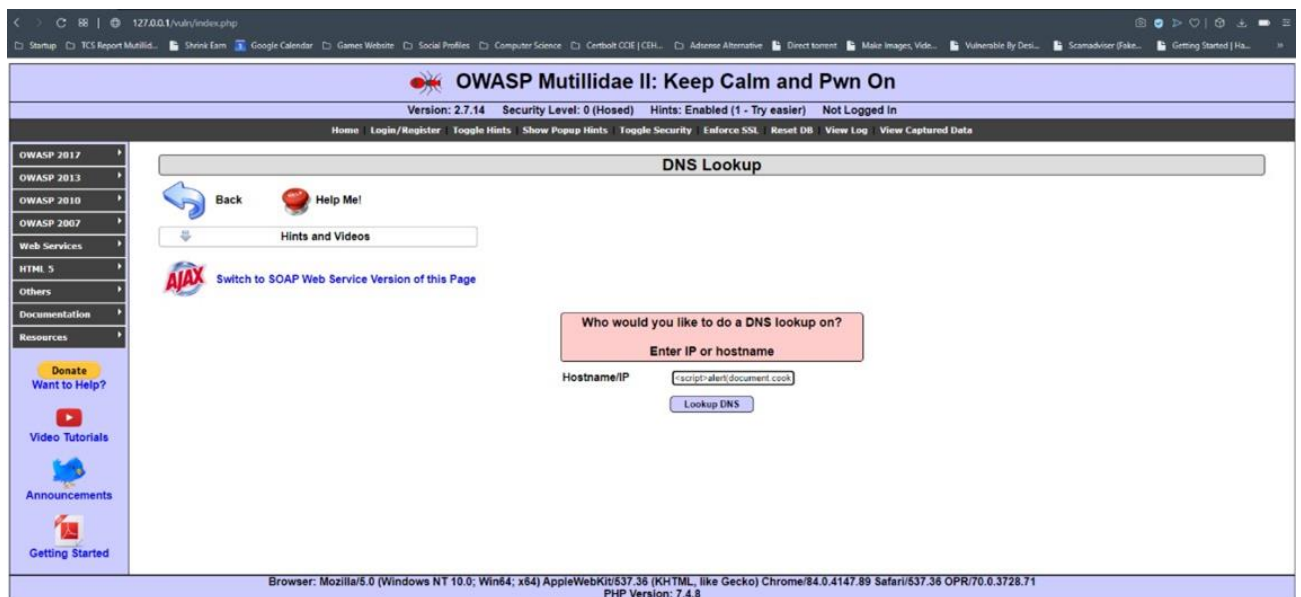 127.0.0.1/vuln/index.php
Startup TCS Report Mutillid... Shrink Earn Google Calendar Games Website Social Profiles Computer Science Certbolt CCIE | CEH... Adsense Alternative Direct torrent Make Images, Vide... Vulnerable By Desi... Scamadviser (Fake... Getting Started | Ha... »
OWASP Mutillidae II: Keep Calm and Pwn On
Version: 2.7.14 Security Level: 0 (Hosed) Hints: Enabled (1 - Try easier) Not Logged In
Home | Login/Register | Toggle Hints | Show Popup Hints | Toggle Security | Enforce SSL | Reset DB | View Log | View Captured Data
OWASP 2017
OWASP 2013
OWASP 2010
OWASP 2007
Web Services
HTML 5
Others
Documentation
Resources
Donate
Want to Help?
Video Tutorials
Announcements
Getting Started
DNS Lookup
Back
Help Me!
Hints and Videos
AJAX
Switch to SOAP Web Service Version of this Page
Who would you like to do a DNS lookup on?
Enter IP or hostname
Hostname/IP
<script>alert(document.cook
Lookup DNS
Browser: Mozilla/5.0 (Windows NT 10.0; Win64; x64) AppleWebKit/537.36 (KHTML, like Gecko) Chrome/84.0.4147.89 Safari/537.36 OPR/70.0.3728.71
PHP Version: 7.4.8